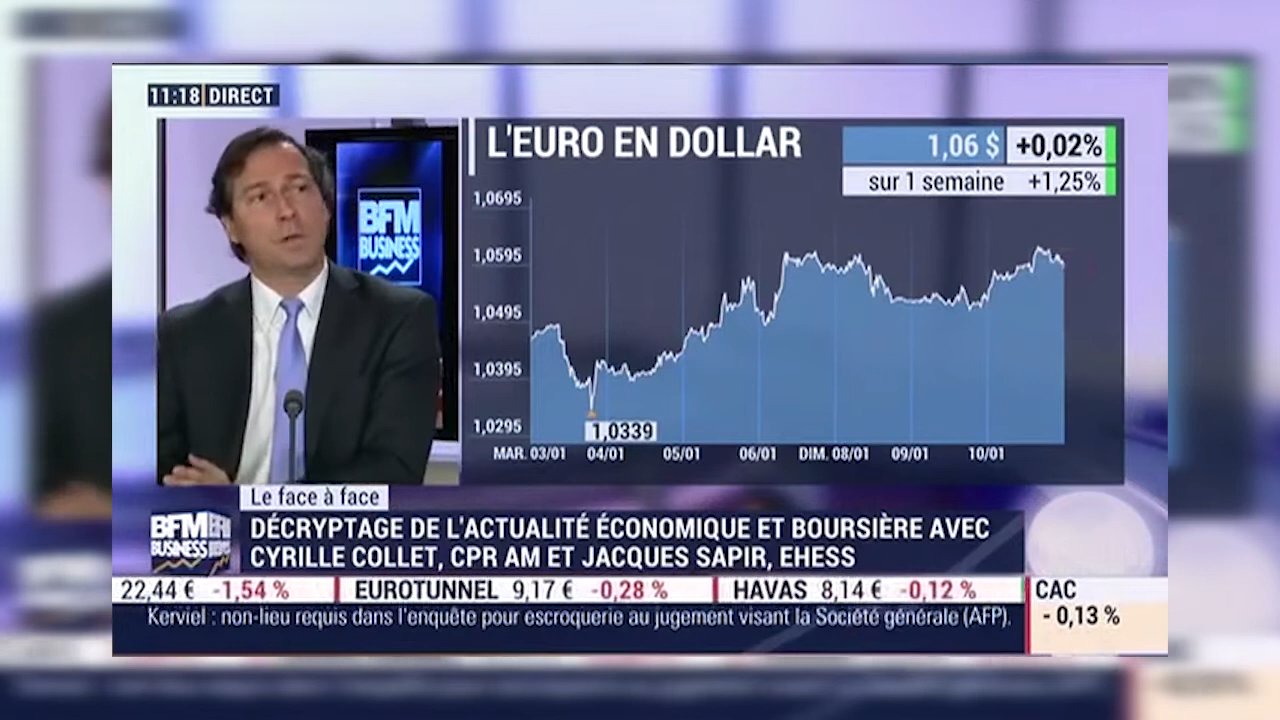 11:18 DIRECT
L'EURO EN DOLLAR
1,06 $ +0,02%
sur 1 semaine +1,25%
1,0695
1,0595
1,0495
1,0395
1,0295
1,0339
MAR. 03/01 04/01 05/01 06/01 DIM. 08/01 09/01 10/01
BFM
BUSINESS
Le face à face
BFM
BUSINESS
DÉCRYPTAGE DE L'ACTUALITÉ ÉCONOMIQUE ET BOURSIÈRE AVEC
CYRILLE COLLET, CPR AM ET JACQUES SAPIR, EHESS
22,44 € -1,54 % EUROTUNNEL 9,17 € -0,28 % HAVAS 8,14 € -0,12 %
CAC
- 0,13 %
Kerviel : non-lieu requis dans l'enquête pour escroquerie au jugement visant la Société générale (AFP).